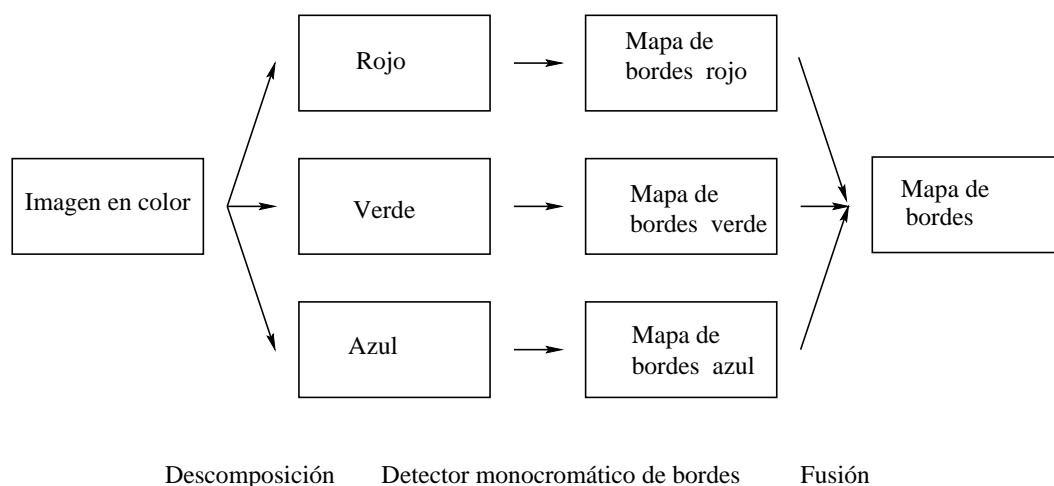 Imagen en color
Rojo
Verde
Azul
Mapa de
bordes rojo
Mapa de
bordes verde
Mapa de
bordes azul
Mapa de
bordes
Descomposición
Detector monocromático de bordes
Fusión